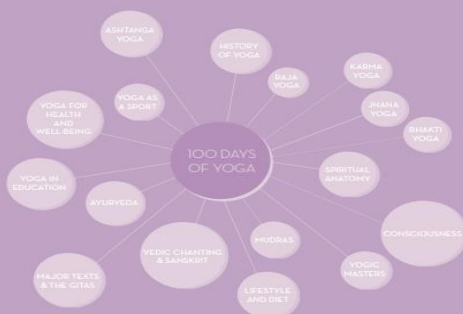 ASHTANGA
YOGA
HISTORY
OF YOGA
RAJA
YOGA
KARMA
YOGA
JNANA
YOGA
BHAKTI
YOGA
YOGA AS
A SPORT
YOGA FOR
HEALTH
AND
WELL-BEING
100 DAYS
OF YOGA
SPIRITUAL
ANATOMY
YOGA IN
EDUCATION
AYURVEDA
CONSCIOUSNESS
MUDRAS
VEDIC CHANTING
& SANSKRIT
YOGIC
MASTERS
MAJOR TEXTS
& THE GITAS
LIFESTYLE
AND DIET